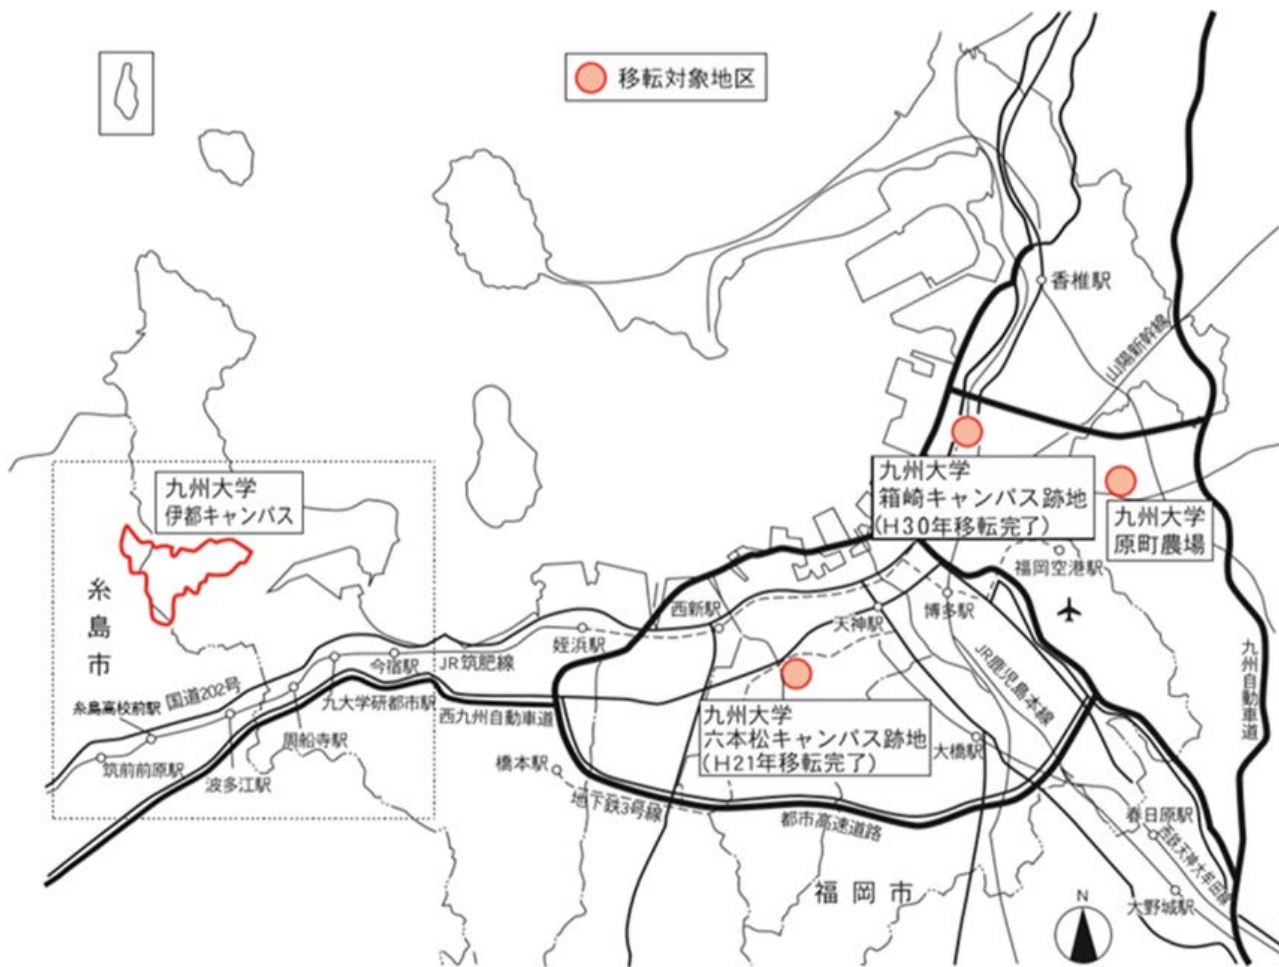 移転対象地区
香椎駅
山陽新幹線
九州大学
伊都キャンパス
九州大学
箱崎キャンパス跡地
(H30年移転完了)
九州大学
原町農場
福岡空港駅
糸島市
西新駅
天神駅
博多駅
姪浜駅
今宿駅
JR筑肥線
JR鹿児島本線
九州自動車道
国道202号
糸島高校前駅
九大学研都市駅
西九州自動車道
九州大学
六本松キャンパス跡地
(H21年移転完了)
大橋駅
周船寺駅
筑前前原駅
波多江駅
橋本駅
地下鉄3号線
都市高速道路
春日原駅
西鉄天神大牟田線
福岡市
大野城駅
N